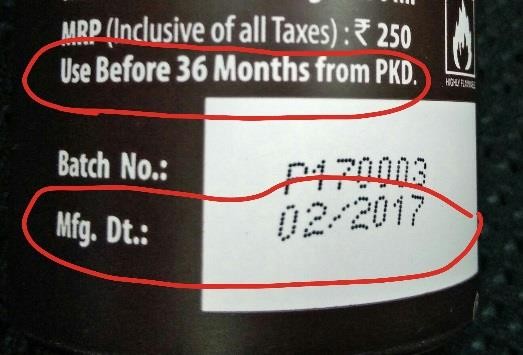 MRP (Inclusive of all Taxes) : ₹ 250
Use Before 36 Months from PKD.
Batch No.: P170003
Mfg. Dt.: 02/2017